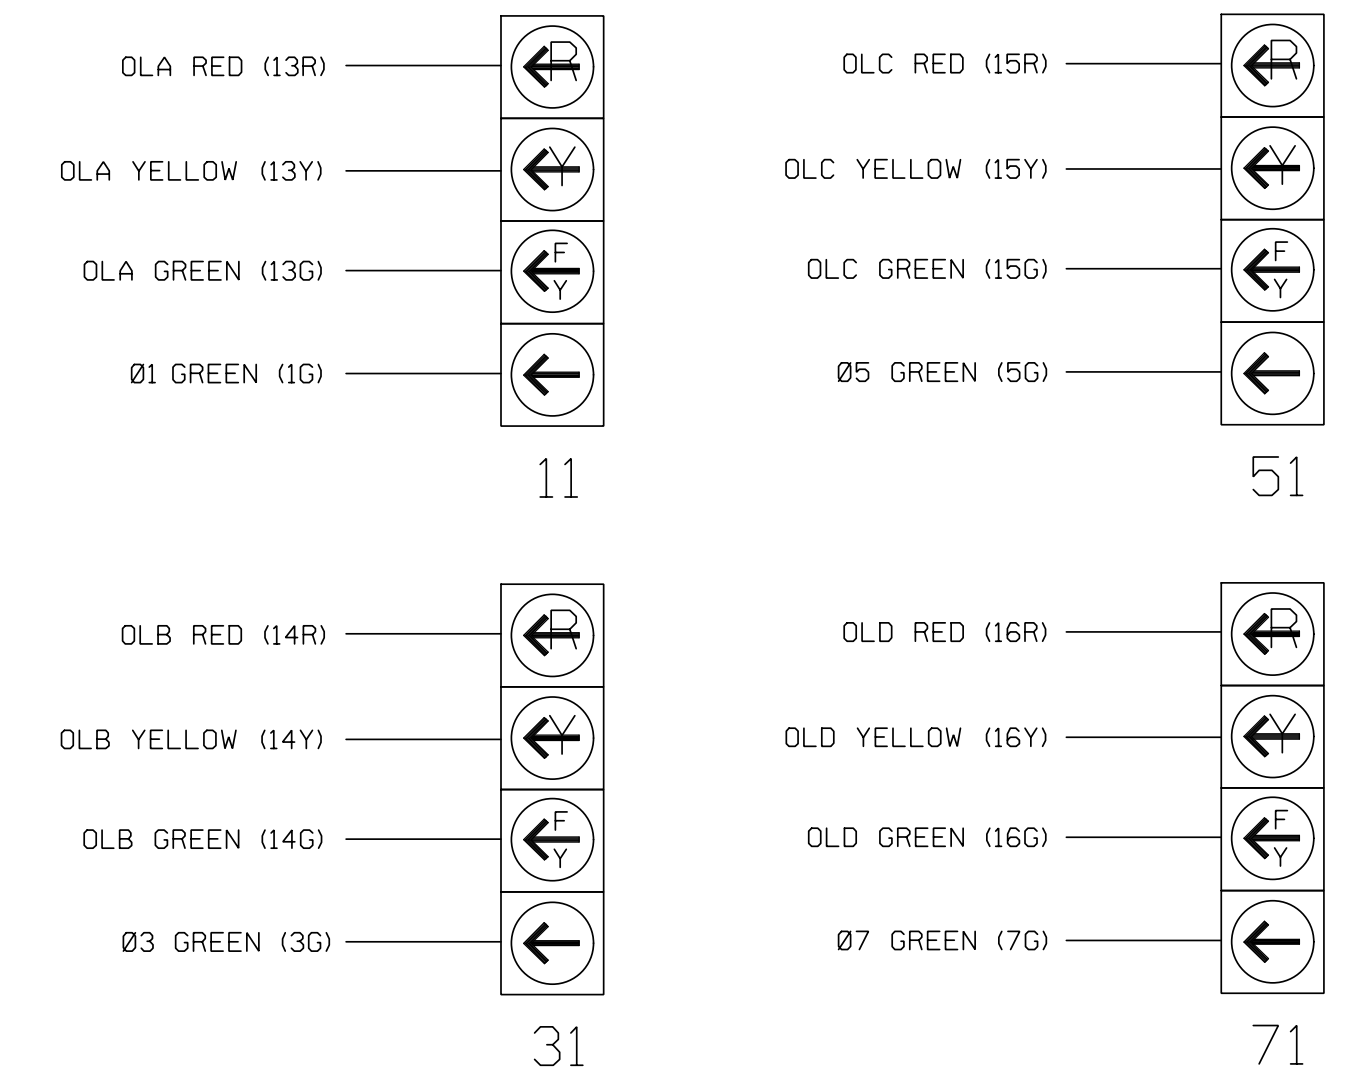 OLA RED (13R)
R
OLA YELLOW (13Y)
Y
OLA GREEN (13G)
F
Y
Ø1 GREEN (1G)
11
OLC RED (15R)
R
OLC YELLOW (15Y)
Y
OLC GREEN (15G)
F
Y
Ø5 GREEN (5G)
51
OLB RED (14R)
R
OLB YELLOW (14Y)
Y
OLB GREEN (14G)
F
Y
Ø3 GREEN (3G)
31
OLD RED (16R)
R
OLD YELLOW (16Y)
Y
OLD GREEN (16G)
F
Y
Ø7 GREEN (7G)
71